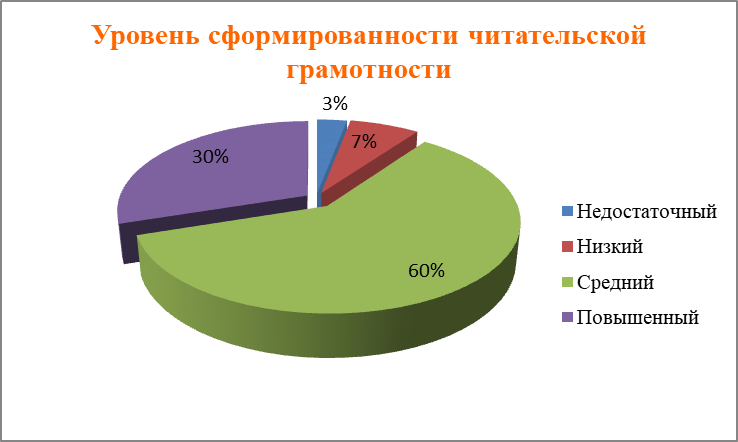 Уровень сформированности читательской
грамотности
3%
7%
30%
60%
Недостаточный
Низкий
Средний
Повышенный